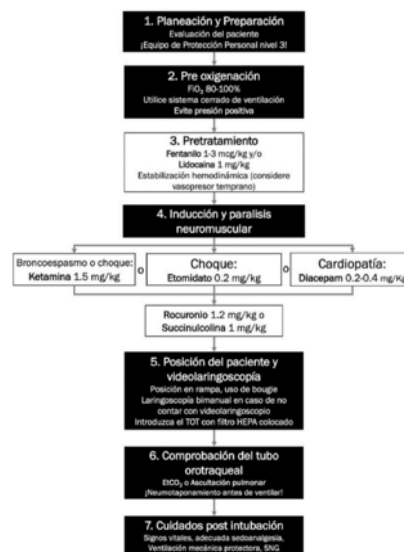 1. Planeación y Preparación
Evaluación del paciente
¡Equipo de Protección Personal nivel 3!
2. Pre oxigenación
FiO₂ 80-100%
Utilice sistema cerrado de ventilación
Evite presión positiva
3. Pretratamiento
Fentanilo 1-3 mcg/kg y/o
Lidocaina 1 mg/kg
Estabilización hemodinámica (considere
vasopresor temprano)
4. Inducción y paralisis
neuromuscular
Broncoespasmo o choque:
Ketamina 1.5 mg/kg
o
Choque:
Etomidato 0.2 mg/kg
o
Cardiopatía:
Diacepam 0.2-0.4 mg/Kg
Rocuronio 1.2 mg/kg o
Succinulcolina 1 mg/kg
5. Posición del paciente y
videolaringoscopía
Posición en rampa, uso de bougie
Laringoscopía bimanual en caso de no
contar con videolaringoscopio
Introduzca el TOT con filtro HEPA colocado
6. Comprobación del tubo
orotraqueal
EtCO₂ o Ascultación pulmonar
¡Neumotaponamiento antes de ventilar!
7. Cuidados post intubación
Signos vitales, adecuada sedoanalgesia,
Ventilación mecánica protectora, SNG